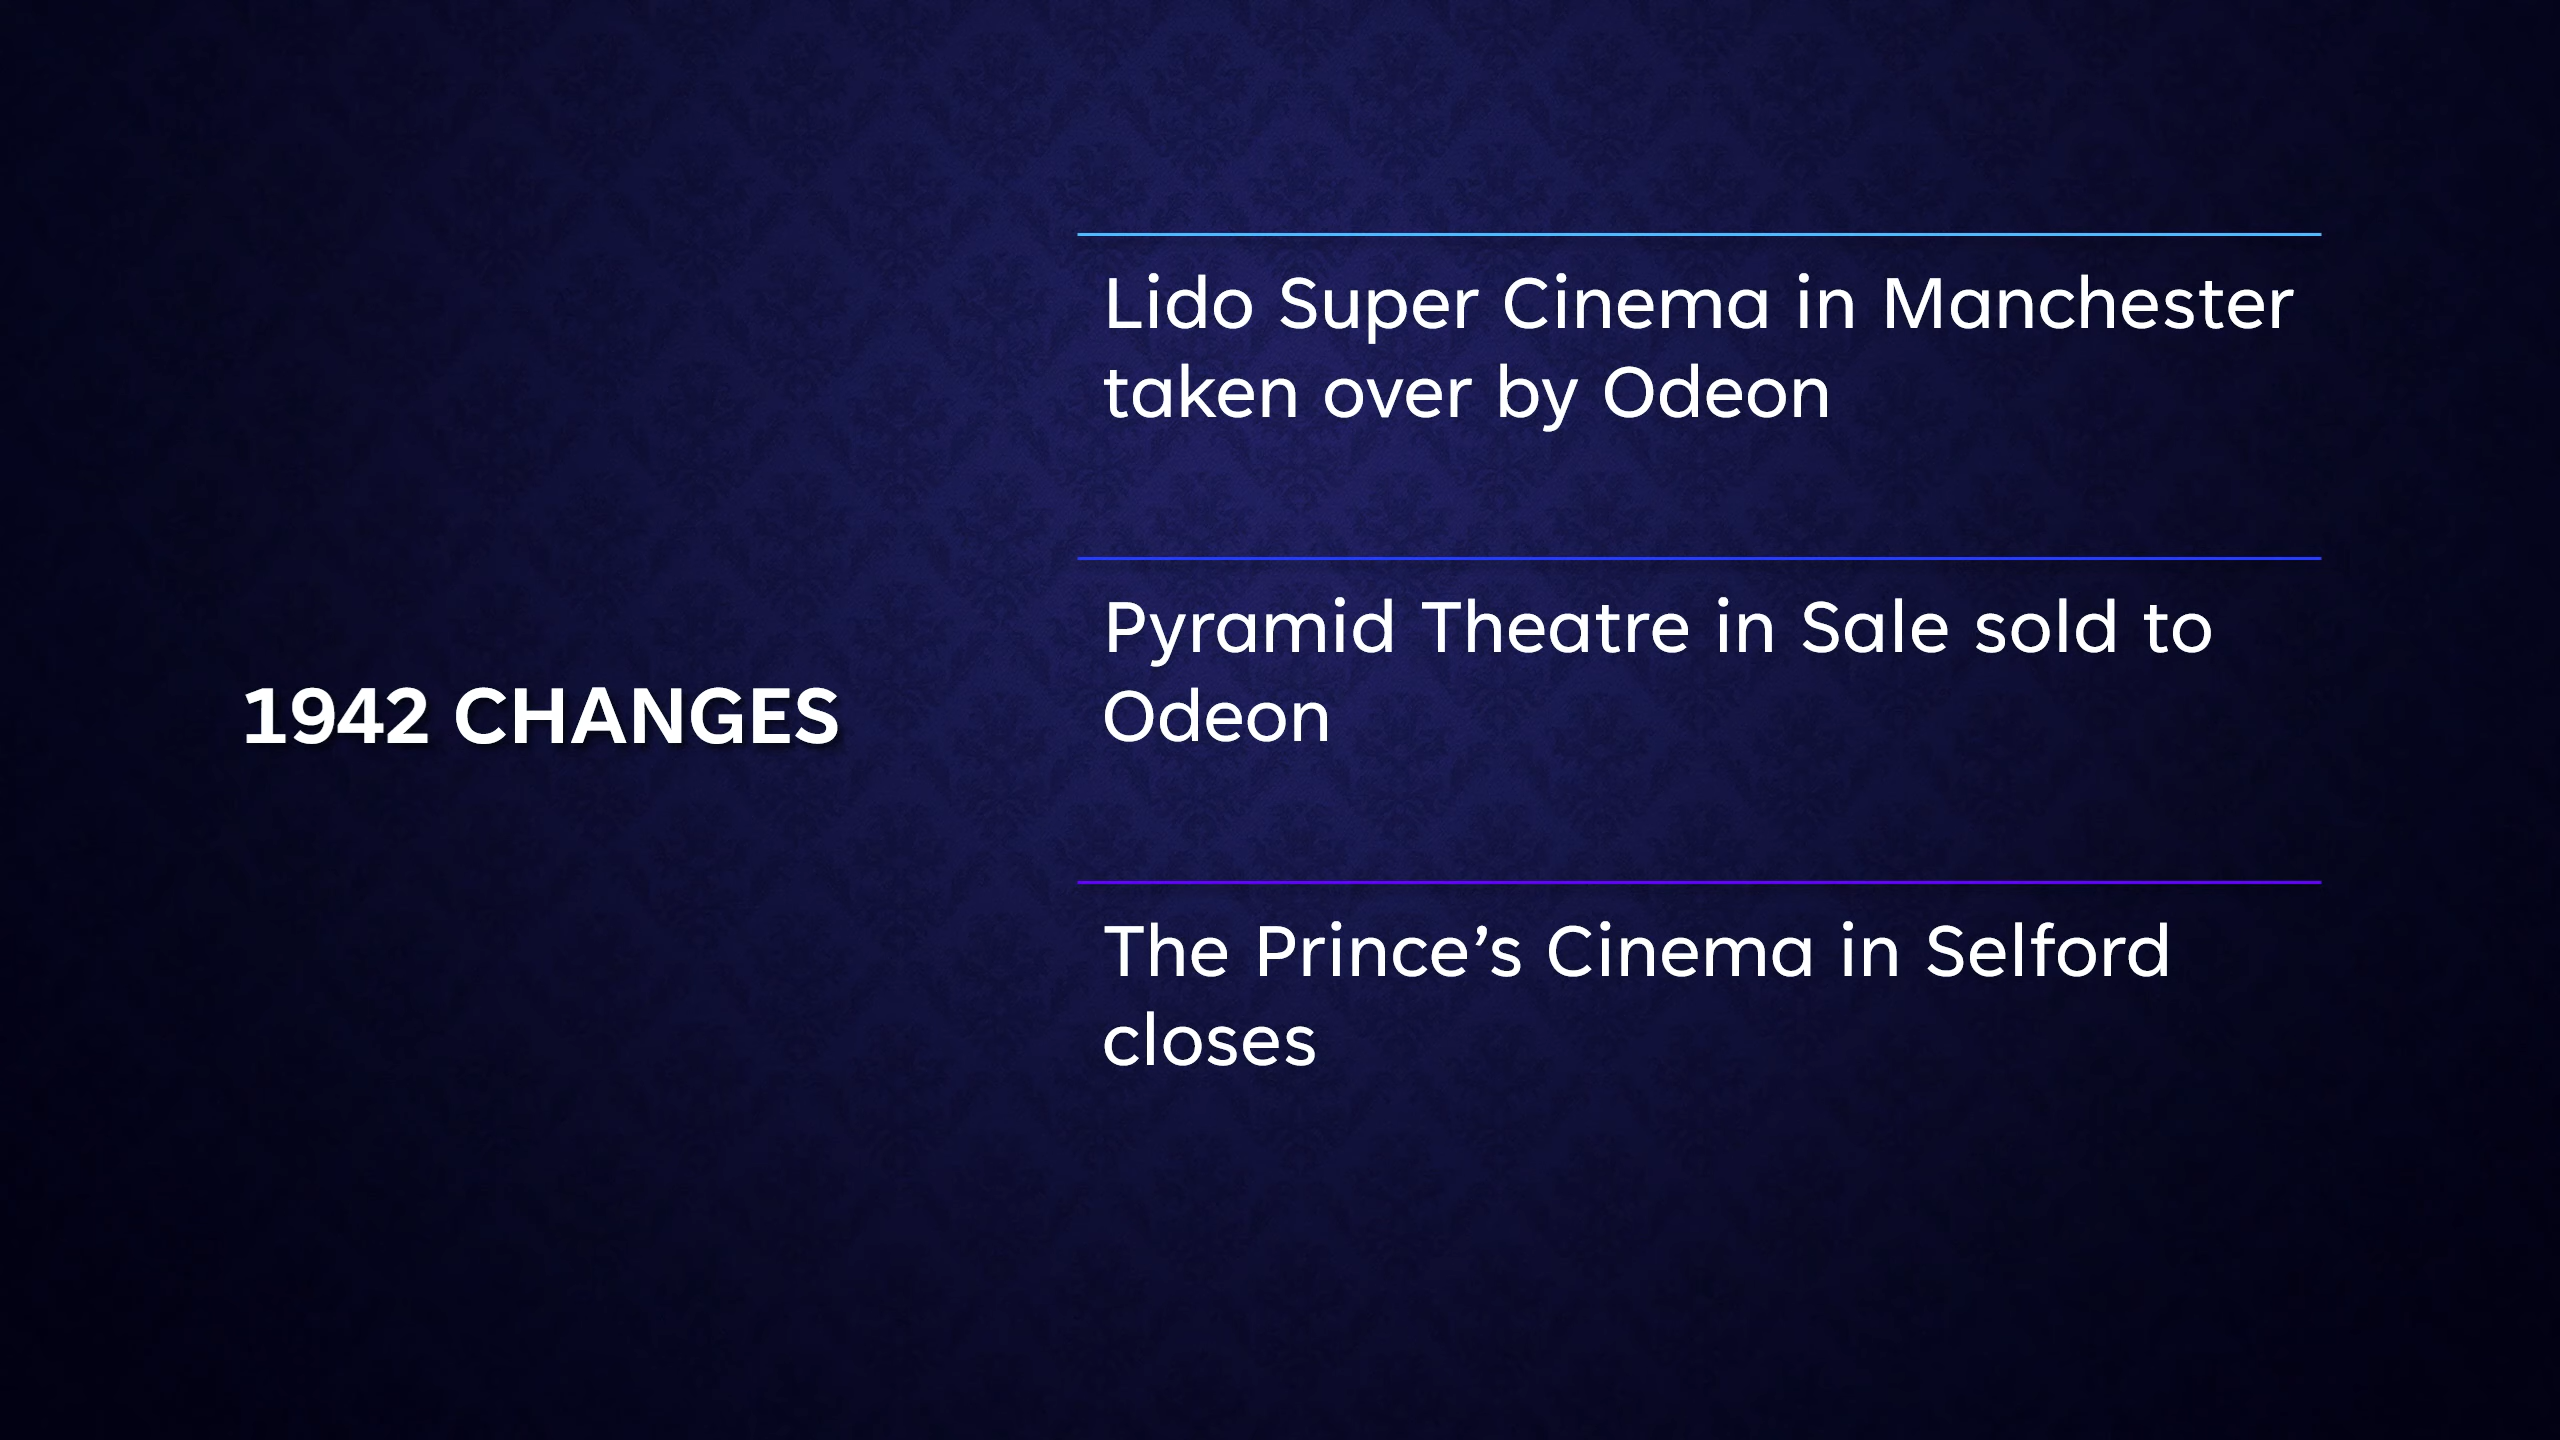 1942 CHANGES
Lido Super Cinema in Manchester
taken over by Odeon
Pyramid Theatre in Sale sold to
Odeon
The Prince’s Cinema in Selford
closes